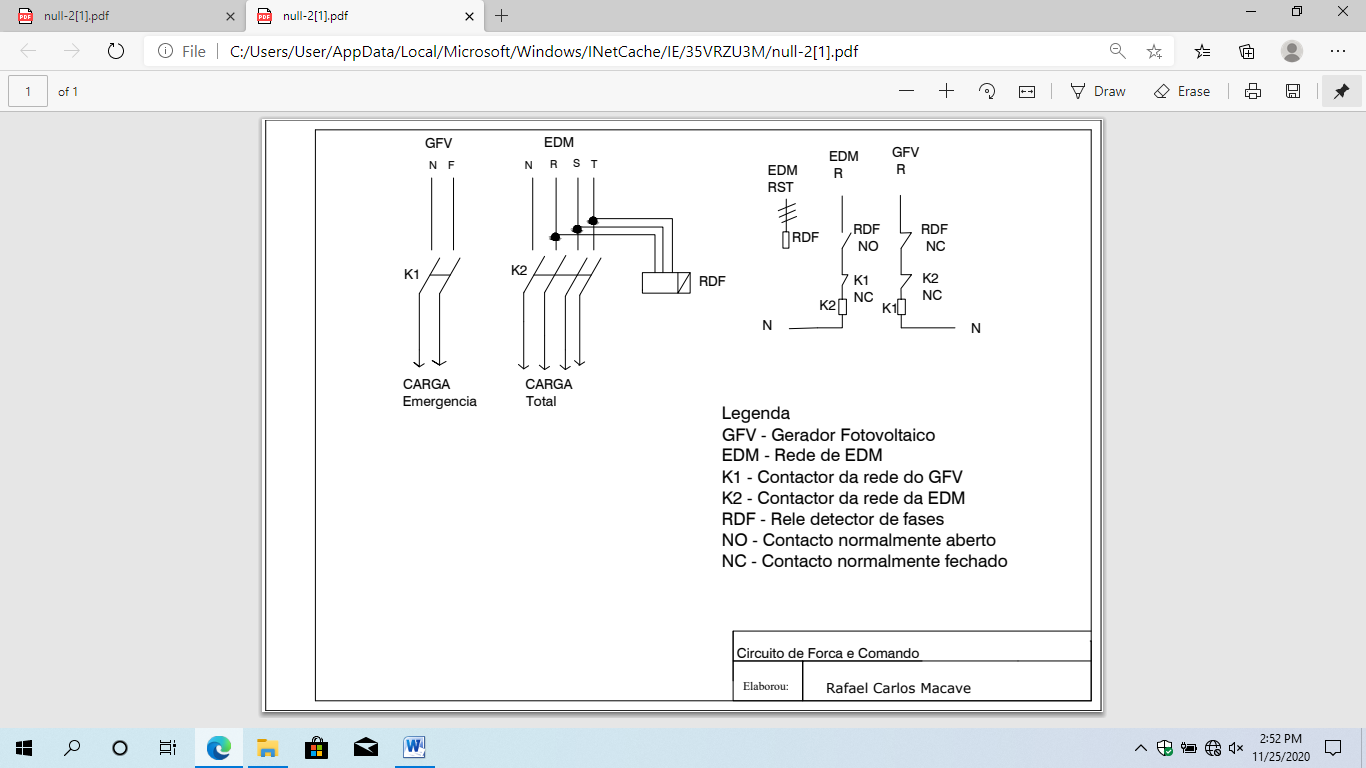 null-2[1].pdf
null-2[1].pdf
File
C:/Users/User/AppData/Local/Microsoft/Windows/INetCache/IE/35VRZU3M/null-2[1].pdf
1
of 1
Draw
Erase
GFV
N F
EDM
N R S T
K1
K2
RDF
CARGA
Emergencia
CARGA
Total
EDM
RST
RDF
EDM
R
RDF
NO
K1
NC
K2
N
GFV
R
RDF
NC
K2
NC
K1
N
Legenda
GFV - Gerador Fotovoltaico
EDM - Rede de EDM
K1 - Contactor da rede do GFV
K2 - Contactor da rede da EDM
RDF - Rele detector de fases
NO - Contacto normalmente aberto
NC - Contacto normalmente fechado
Circuito de Forca e Comando
Elaborou:
Rafael Carlos Macave
2:52 PM
11/25/2020